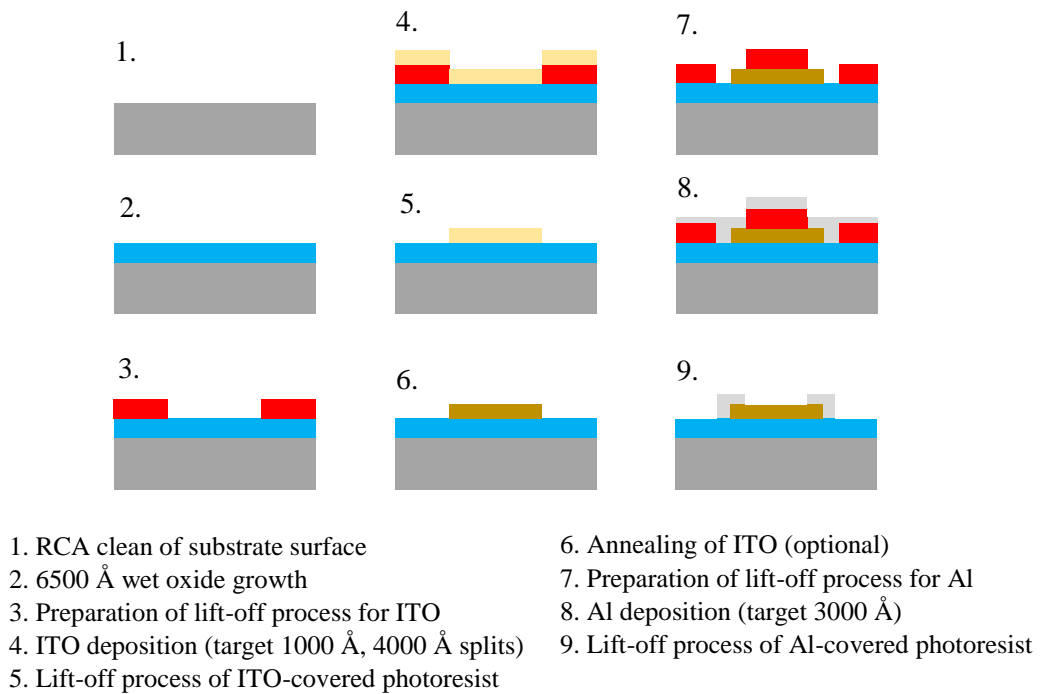 1.
4.
7.
2.
5.
8.
3.
6.
9.
1. RCA clean of substrate surface
2. 6500 Å wet oxide growth
3. Preparation of lift-off process for ITO
4. ITO deposition (target 1000 Å, 4000 Å splits)
5. Lift-off process of ITO-covered photoresist
6. Annealing of ITO (optional)
7. Preparation of lift-off process for Al
8. Al deposition (target 3000 Å)
9. Lift-off process of Al-covered photoresist